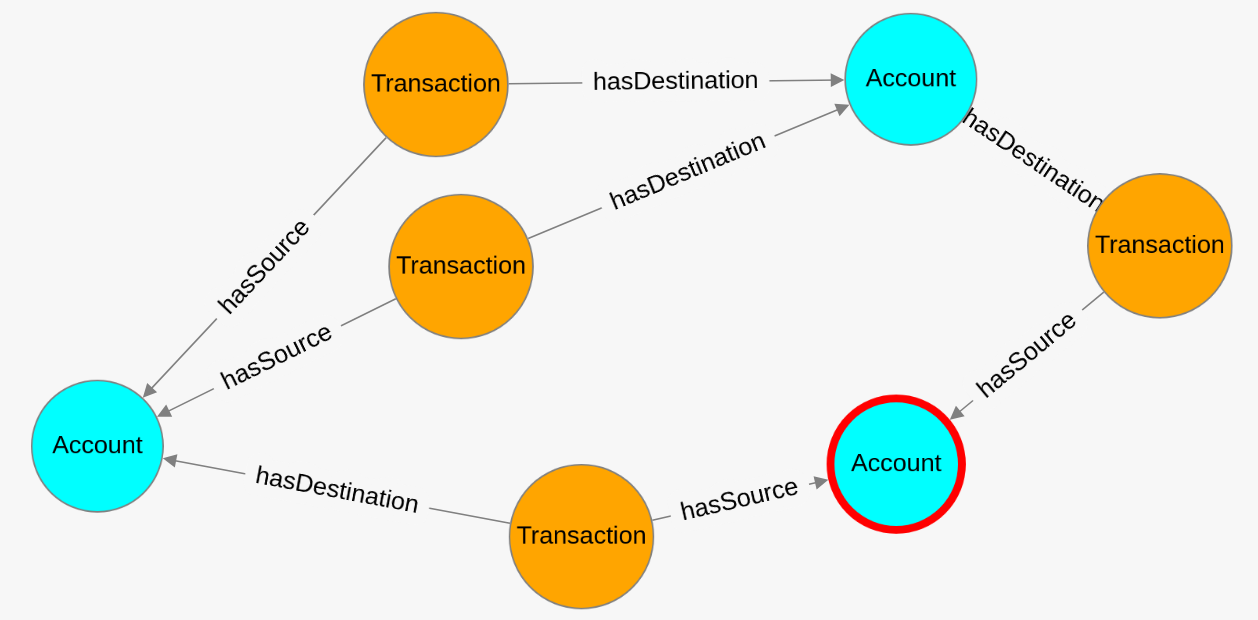 Transaction
hasDestination
Account
hasDestination
hasDestination
Transaction
Transaction
hasSource
hasSource
hasSource
Account
Account
hasDestination
hasSource
Transaction